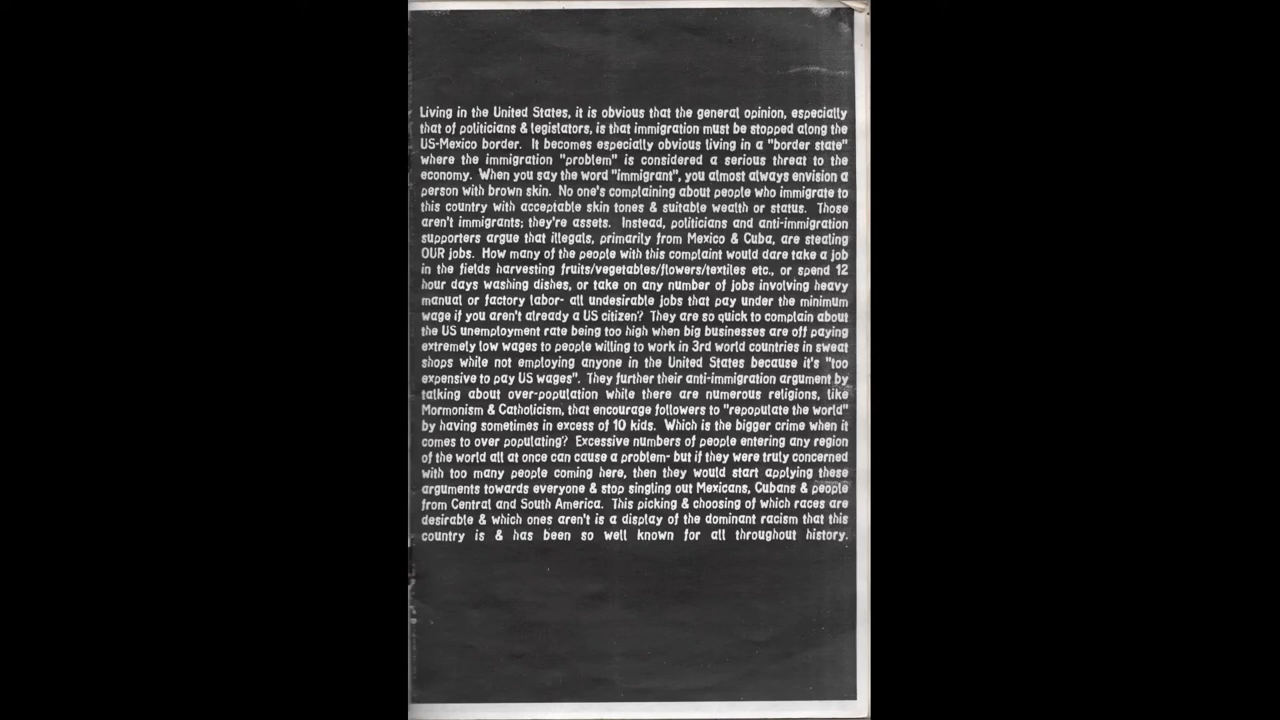 Living in the United States, it is obvious that the general opinion, especially
that of politicians & legislators, is that immigration must be stopped along the
US-Mexico border. It becomes especially obvious living in a "border state"
where the immigration "problem" is considered a serious threat to the
economy. When you say the word "immigrant", you almost always envision a
person with brown skin. No one's complaining about people who immigrate to
this country with acceptable skin tones & suitable wealth or status. Those
aren't immigrants; they're assets. Instead, politicians and anti-immigration
supporters argue that illegals, primarily from Mexico & Cuba, are stealing
OUR jobs. How many of the people with this complaint would dare take a job
in the fields harvesting fruits/vegetables/flowers/textiles etc., or spend 12
hour days washing dishes, or take on any number of jobs involving heavy
manual or factory labor- all undesirable jobs that pay under the minimum
wage if you aren't already a US citizen? They are so quick to complain about
the US unemployment rate being too high when big businesses are off paying
extremely low wages to people willing to work in 3rd world countries in sweat
shops while not employing anyone in the United States because it's "too
expensive to pay US wages". They further their anti-immigration argument by
talking about over-population while there are numerous religions, like
Mormonism & Catholicism, that encourage followers to "repopulate the world"
by having sometimes in excess of 10 kids. Which is the bigger crime when it
comes to over populating? Excessive numbers of people entering any region
of the world all at once can cause a problem- but if they were truly concerned
with too many people coming here, then they would start applying these
arguments towards everyone & stop singling out Mexicans, Cubans & people
from Central and South America. This picking & choosing of which races are
desirable & which ones aren't is a display of the dominant racism that this
country is & has been so well known for all throughout history.